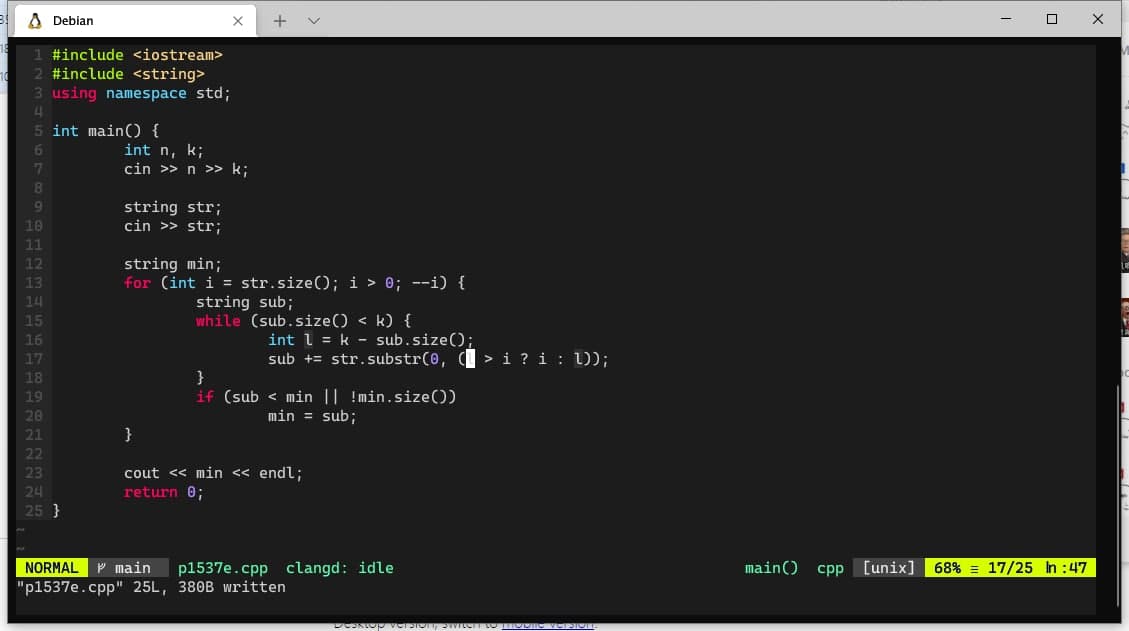 Debian
1 #include <iostream>
2 #include <string>
3 using namespace std;
4
5 int main() {
6 int n, k;
7 cin >> n >> k;
8
9 string str;
10 cin >> str;
11
12 string min;
13 for (int i = str.size(); i > 0; --i) {
14 string sub;
15 while (sub.size() < k) {
16 int l = k - sub.size();
17 sub += str.substr(0, (l > i ? i : l));
18 }
19 if (sub < min || !min.size())
20 min = sub;
21 }
22
23 cout << min << endl;
24 return 0;
25 }
~
~
NORMAL main p1537e.cpp clangd: idle main() cpp [unix] 68% ≡ 17/25 ln:47
"p1537e.cpp" 25L, 380B written
Desktop version, switch to mobile version.